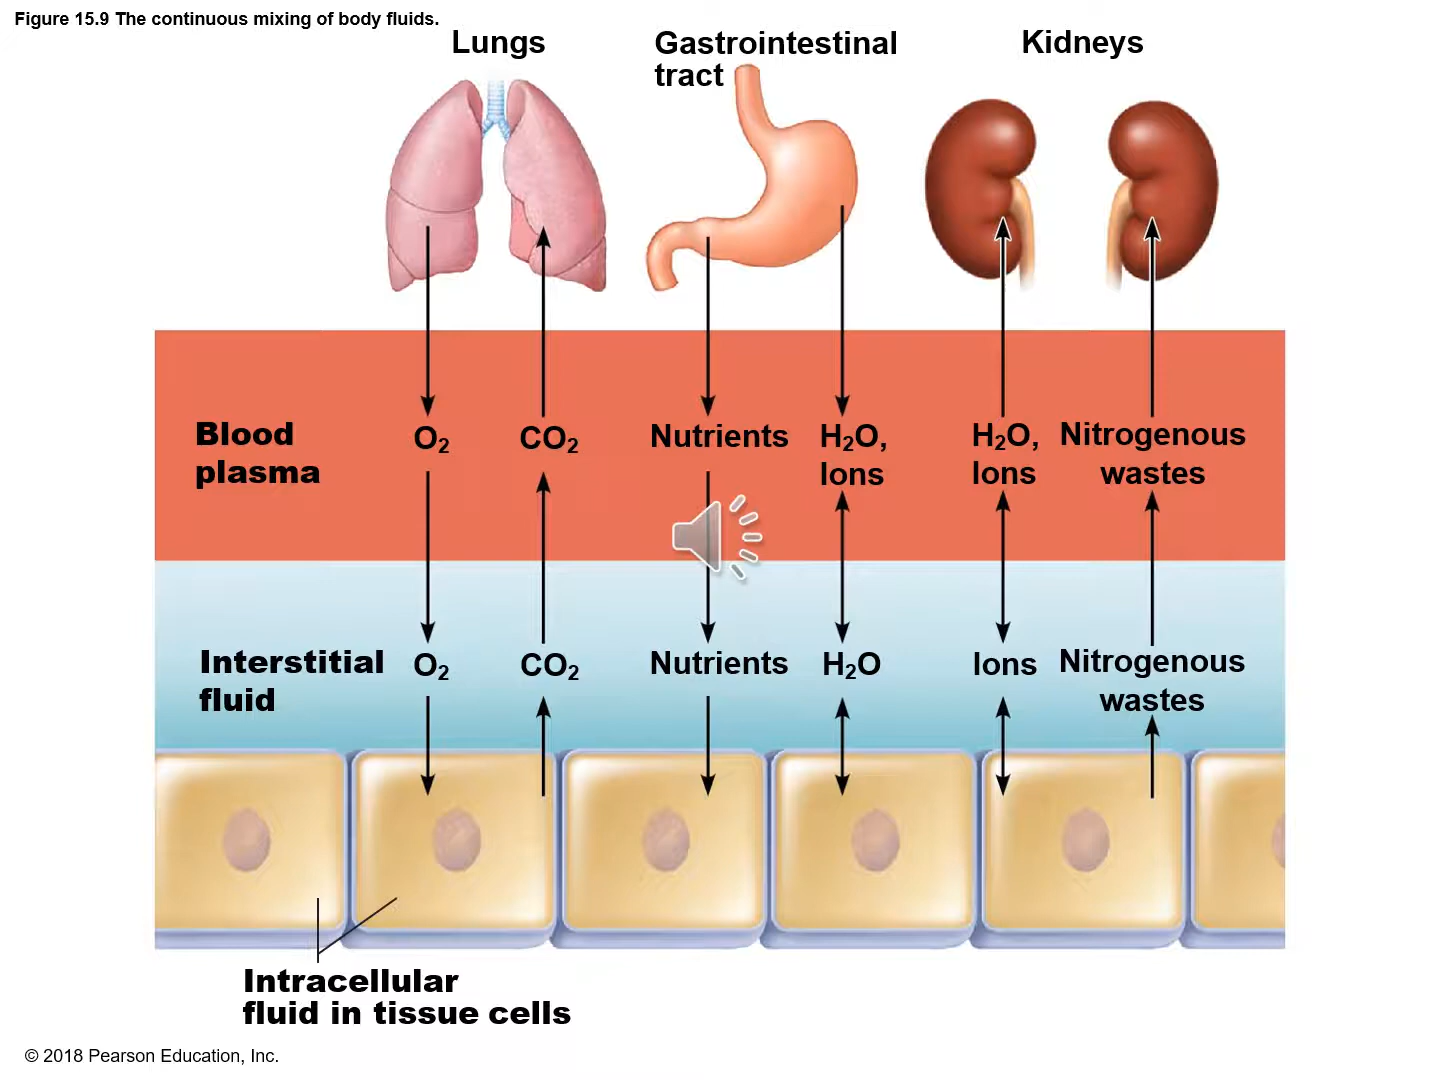 Figure 15.9 The continuous mixing of body fluids.
Lungs
Gastrointestinal
tract
Kidneys
Blood
plasma
O₂
CO₂
Nutrients
H₂O,
Ions
H₂O,
Ions
Nitrogenous
wastes
Interstitial
fluid
O₂
CO₂
Nutrients
H₂O
Ions
Nitrogenous
wastes
Intracellular
fluid in tissue cells
© 2018 Pearson Education, Inc.